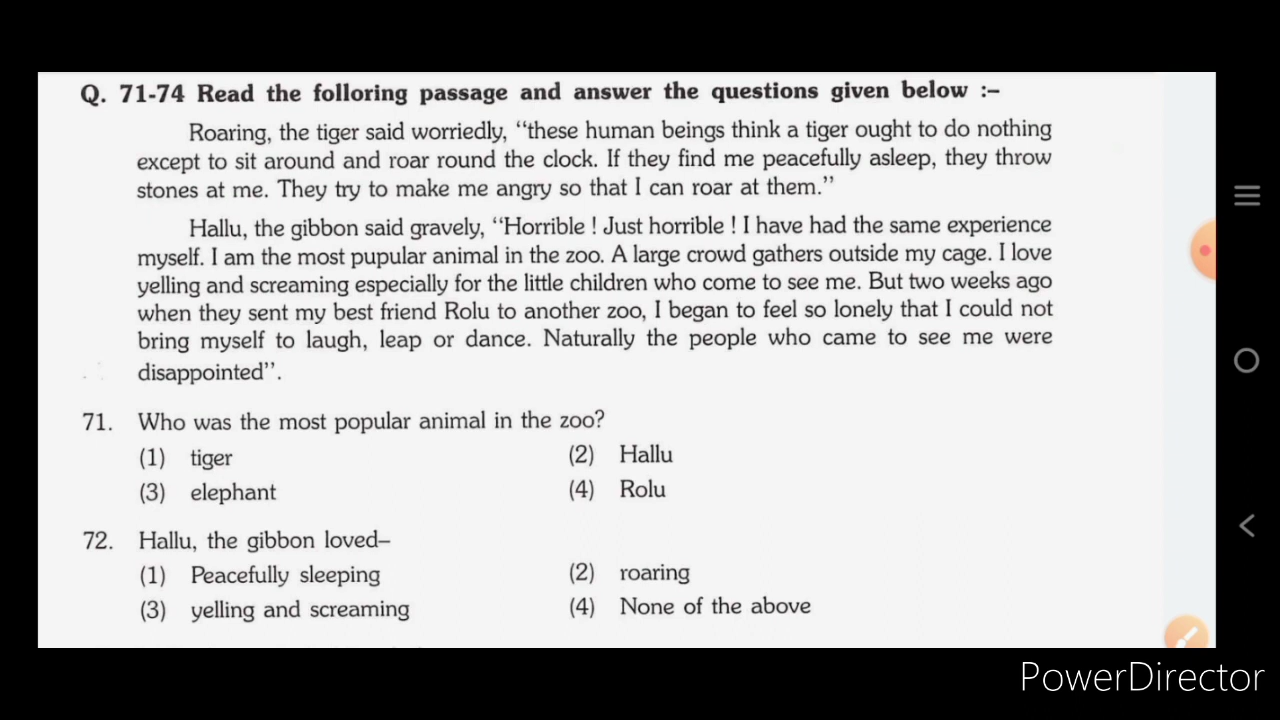 Q. 71-74 Read the folloring passage and answer the questions given below :–
Roaring, the tiger said worriedly, “these human beings think a tiger ought to do nothing
except to sit around and roar round the clock. If they find me peacefully asleep, they throw
stones at me. They try to make me angry so that I can roar at them.”
Hallu, the gibbon said gravely, “Horrible ! Just horrible ! I have had the same experience
myself. I am the most pupular animal in the zoo. A large crowd gathers outside my cage. I love
yelling and screaming especially for the little children who come to see me. But two weeks ago
when they sent my best friend Rolu to another zoo, I began to feel so lonely that I could not
bring myself to laugh, leap or dance. Naturally the people who came to see me were
disappointed”.
71. Who was the most popular animal in the zoo?
(1) tiger (2) Hallu
(3) elephant (4) Rolu
72. Hallu, the gibbon loved–
(1) Peacefully sleeping (2) roaring
(3) yelling and screaming (4) None of the above
PowerDirector